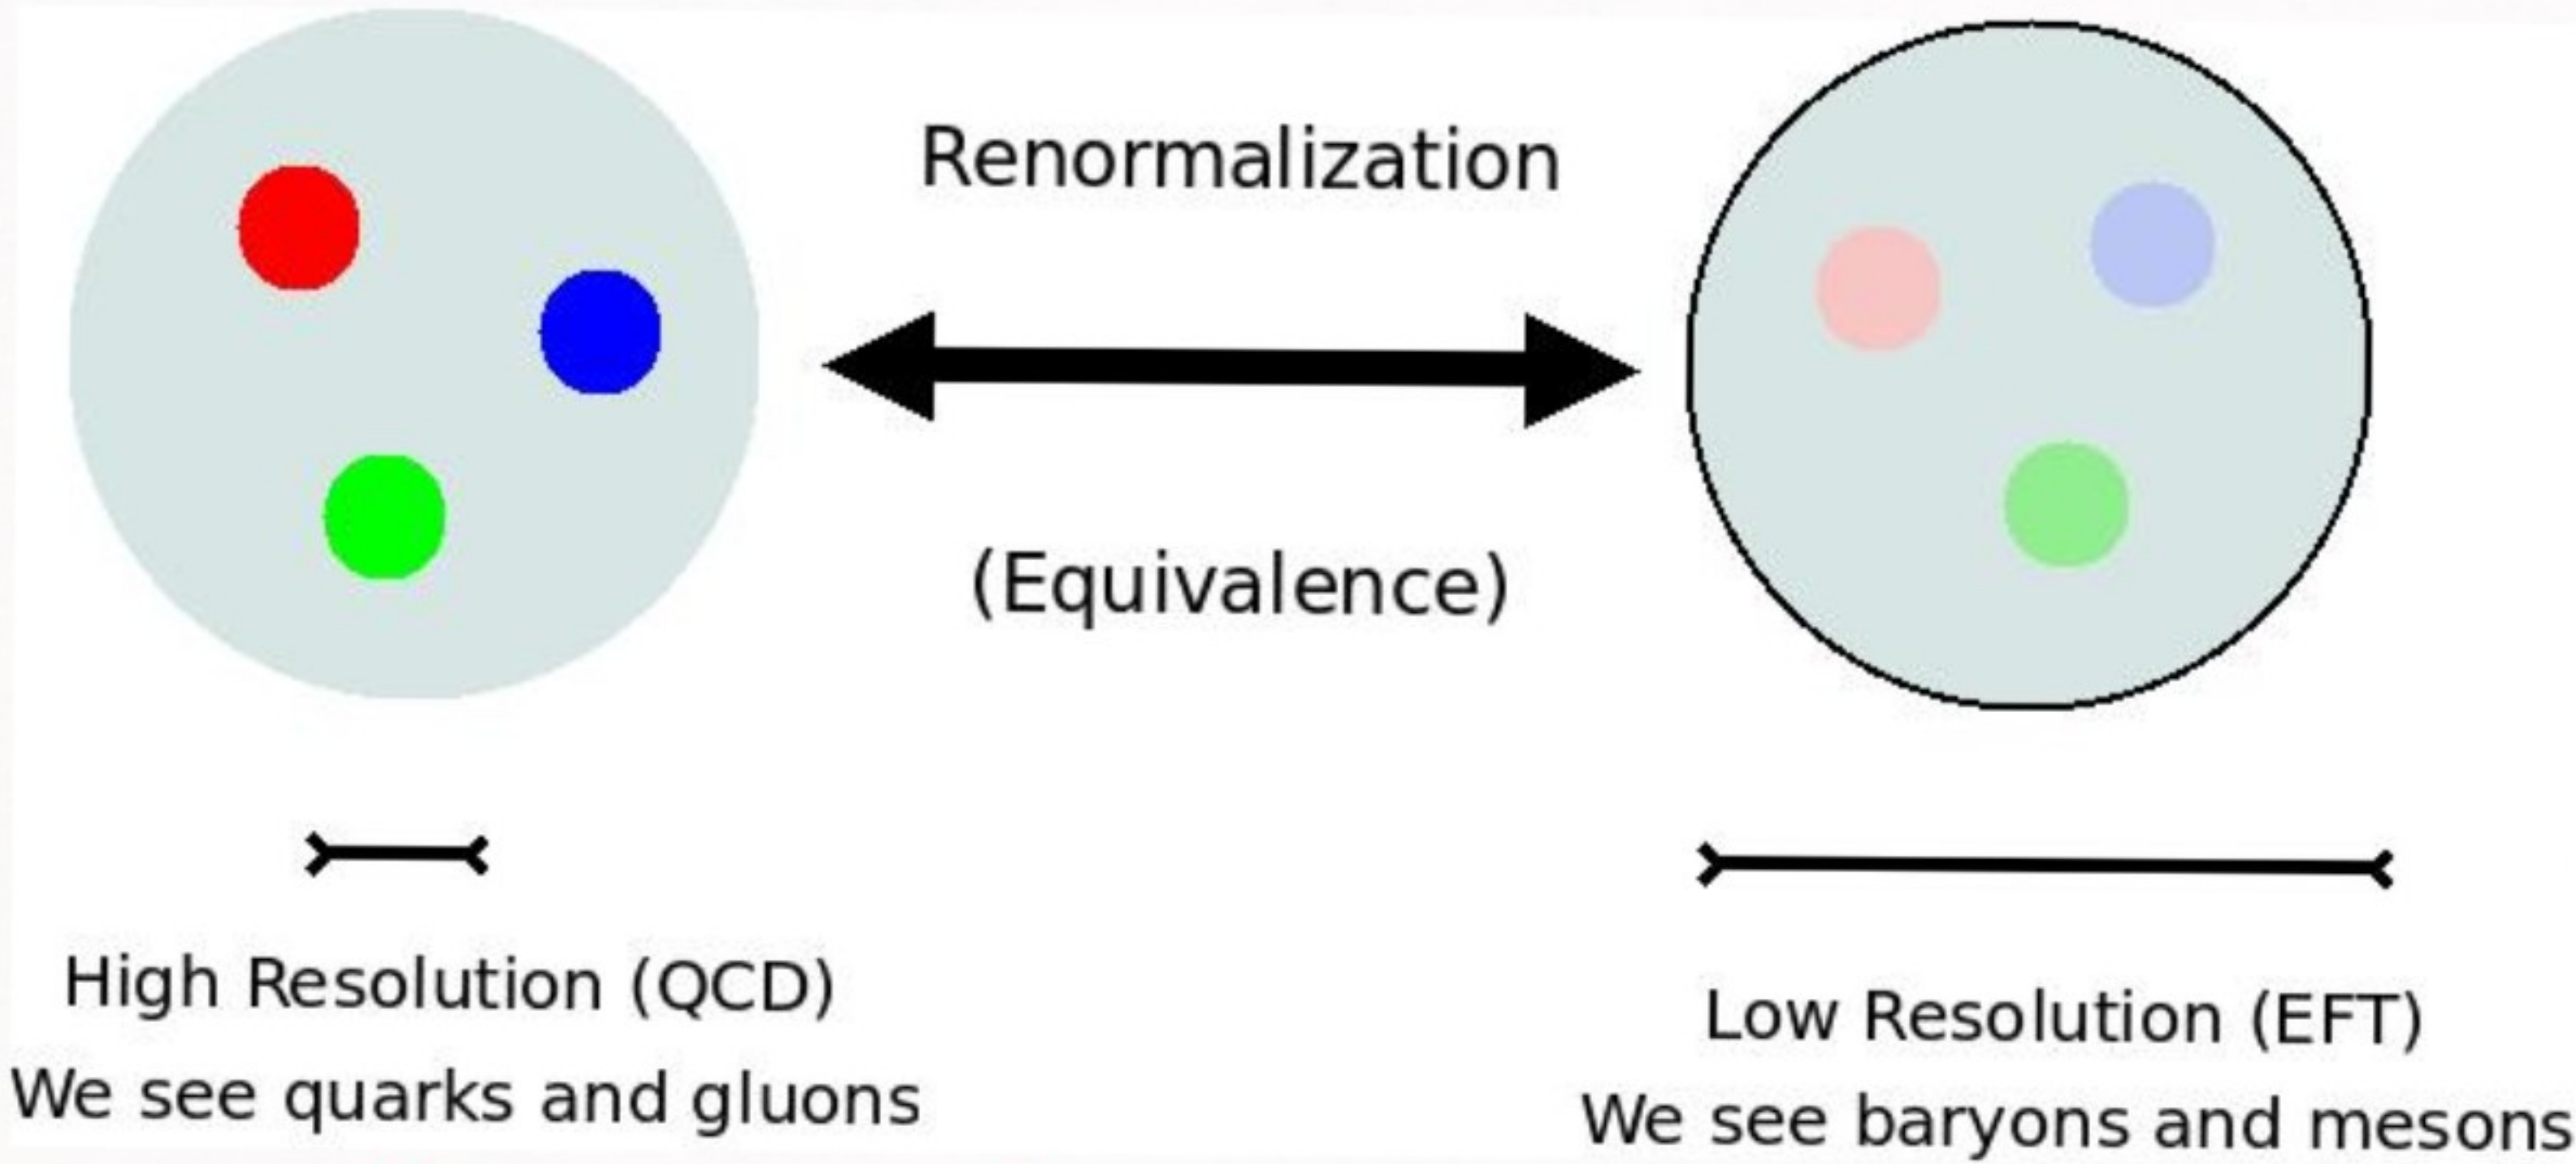 Renormalization
(Equivalence)
High Resolution (QCD)
We see quarks and gluons
Low Resolution (EFT)
We see baryons and mesons